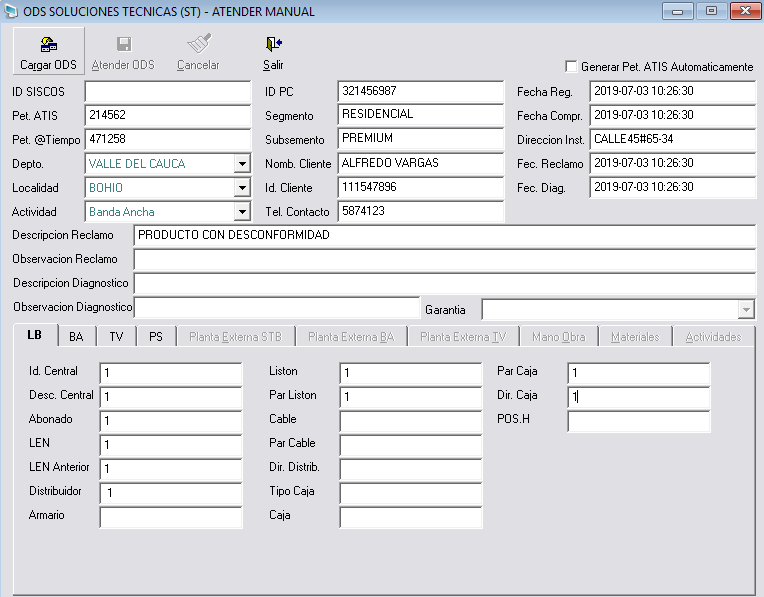 ODS SOLUCIONES TECNICAS (ST) - ATENDER MANUAL
Cargar ODS Atender ODS Cancelar Salir
Generar Pet. ATIS Automaticamente
ID SISCOS ID PC 321456987 Fecha Reg. 2019-07-03 10:26:30
Pet. ATIS 214562 Segmento RESIDENCIAL Fecha Compr. 2019-07-03 10:26:30
Pet. @Tiempo 471258 Subsemento PREMIUM Direccion Inst. CALLE45#65-34
Depto. VALLE DEL CAUCA Nomb. Cliente ALFREDO VARGAS Fec. Reclamo 2019-07-03 10:26:30
Localidad BOHIO Id. Cliente 111547896 Fec. Diag. 2019-07-03 10:26:30
Actividad Banda Ancha Tel. Contacto 5874123
Descripcion Reclamo PRODUCTO CON DESCONFORMIDAD
Observacion Reclamo
Descripcion Diagnostico
Observacion Diagnostico Garantia
LB BA TV PS Planta Externa STB Planta Externa BA Planta Externa TV Mano Obra Materiales Actividades
Id. Central 1 Liston 1 Par Caja 1
Desc. Central 1 Par Liston 1 Dir. Caja 1
Abonado 1 Cable POS.H
LEN 1 Par Cable
LEN Anterior 1 Dir. Distrib.
Distribuidor 1 Tipo Caja
Armario Caja